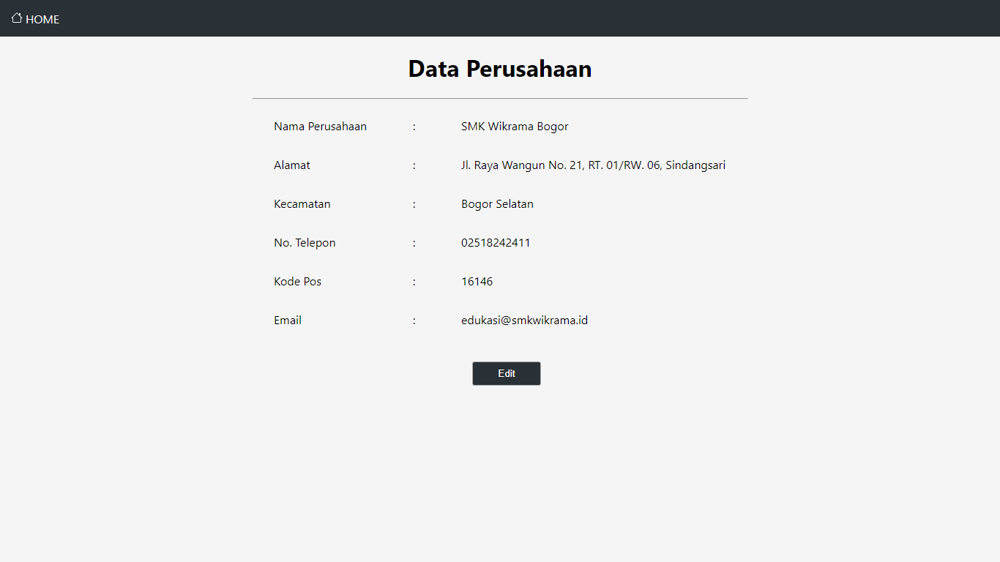 HOME
Data Perusahaan
Nama Perusahaan : SMK Wikrama Bogor
Alamat : Jl. Raya Wangun No. 21, RT. 01/RW. 06, Sindangsari
Kecamatan : Bogor Selatan
No. Telepon : 02518242411
Kode Pos : 16146
Email : edukasi@smkwikrama.id
Edit